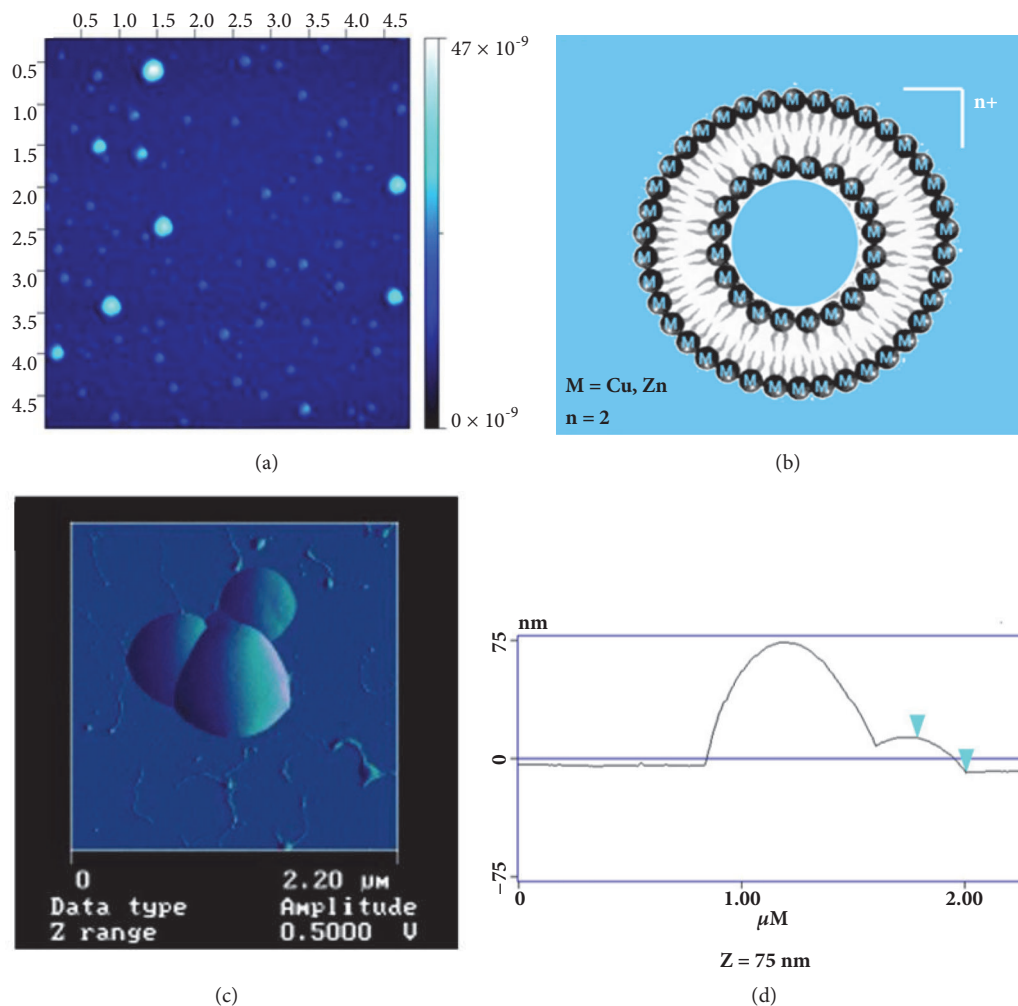 0.5 1.0 1.5 2.0 2.5 3.0 3.5 4.0 4.5
0.5
1.0
1.5
2.0
2.5
3.0
3.5
4.0
4.5
47 × 10⁻⁹
0 × 10⁻⁹
(a)
n+
M = Cu, Zn
n = 2
(b)
0 2.20 µm
Data type Amplitude
Z range 0.5000 V
(c)
nm
75
0
−75
0 1.00 2.00
µM
Z = 75 nm
(d)